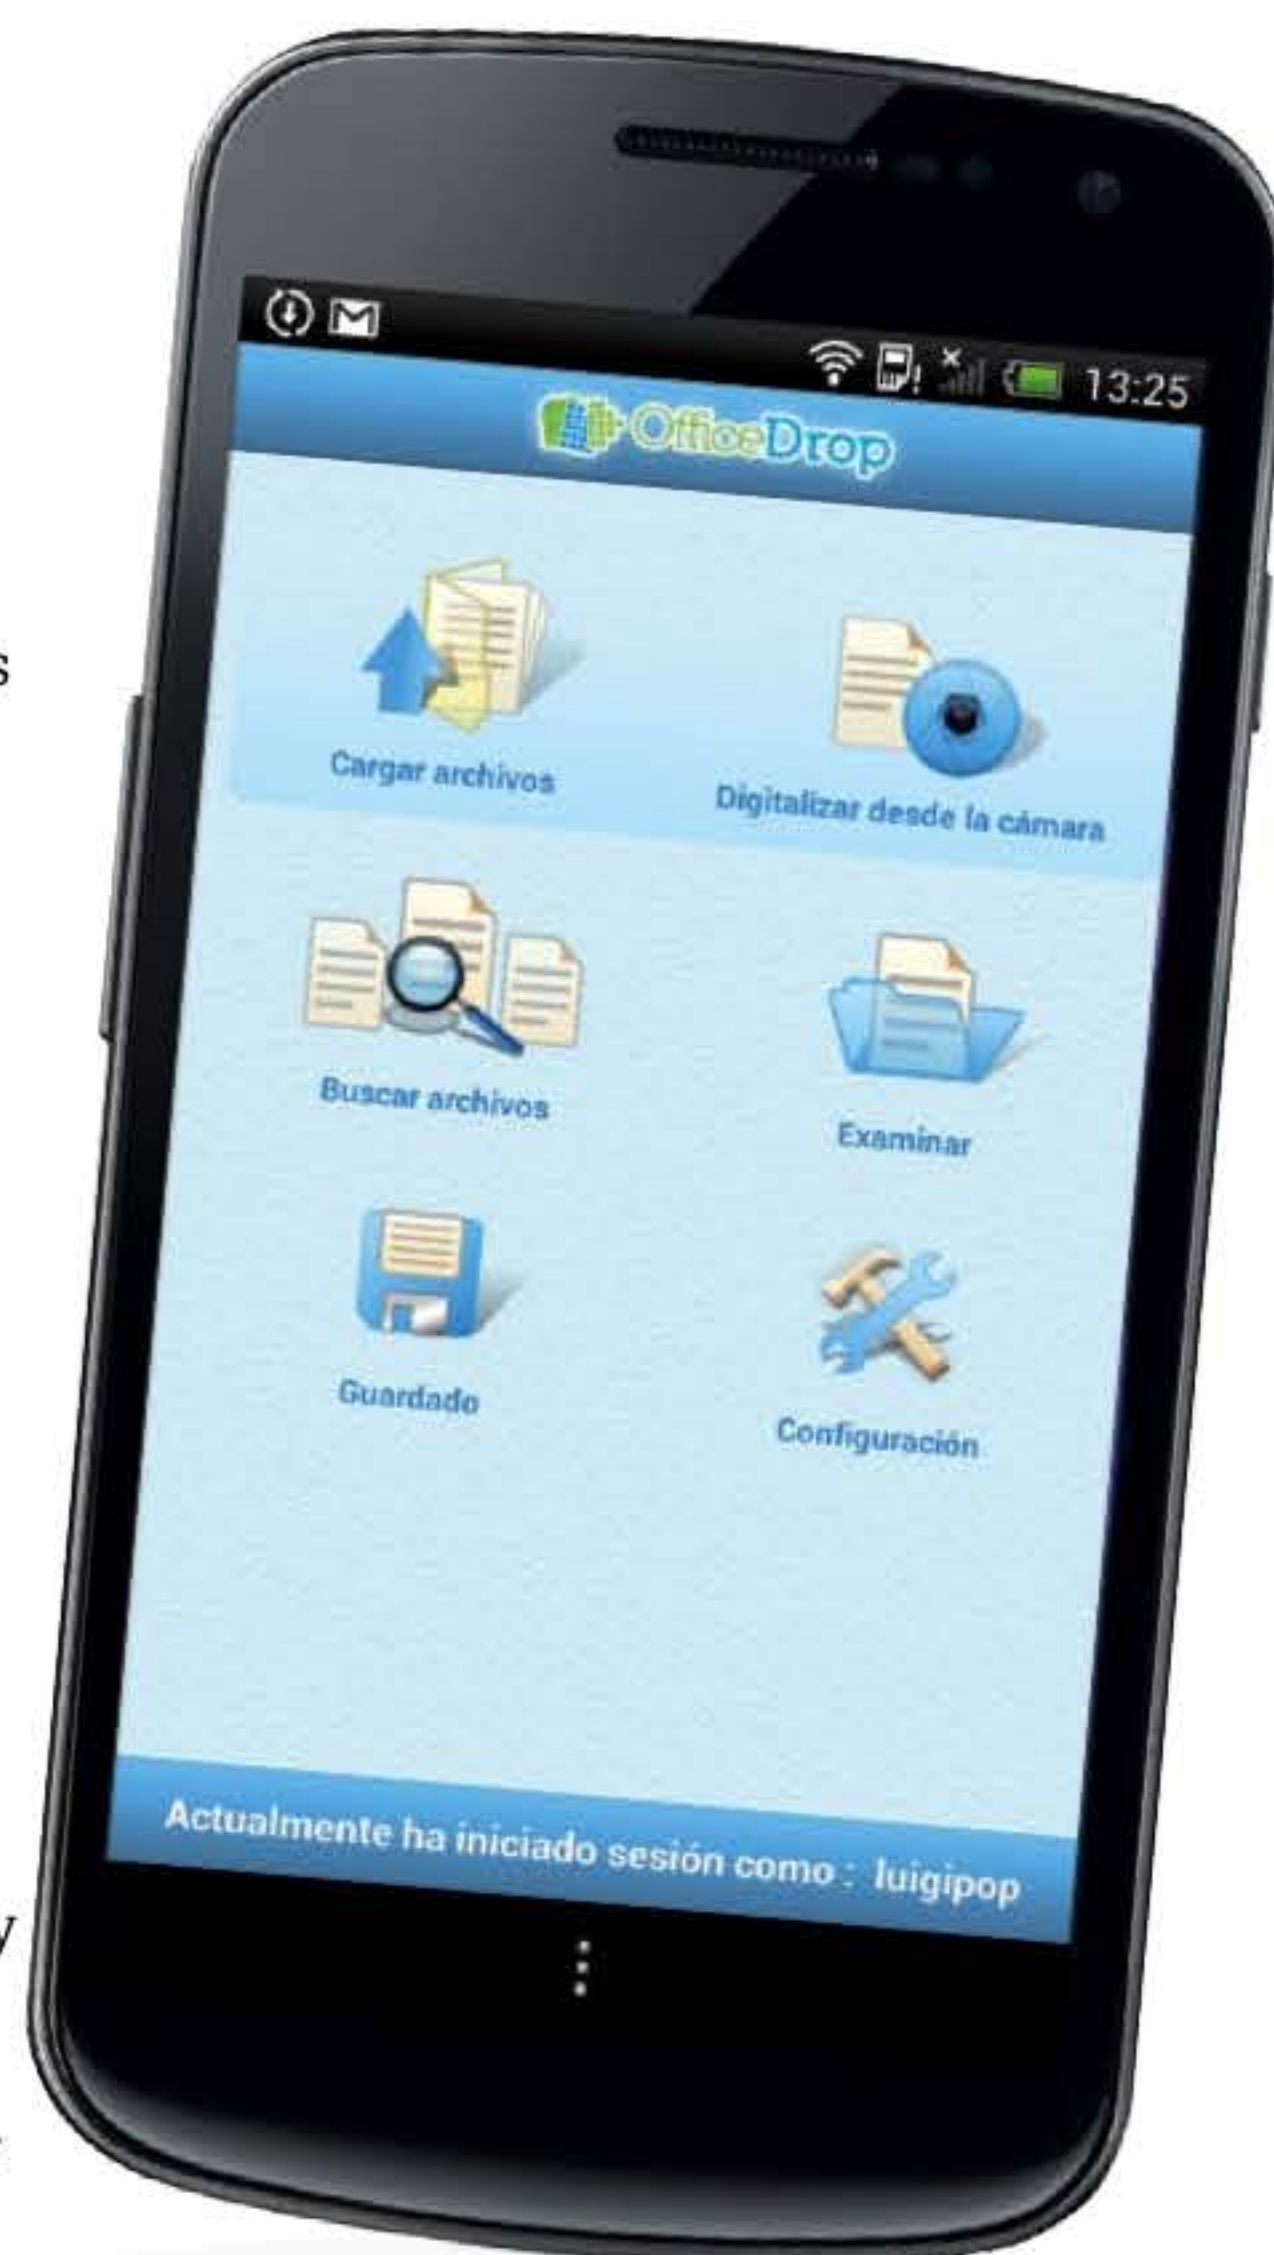 s
13:25
OfficeDrop
Cargar archivos
Digitalizar desde la cámara
Buscar archivos
Examinar
Guardado
Configuración
Actualmente ha iniciado sesión como : luigipop
y